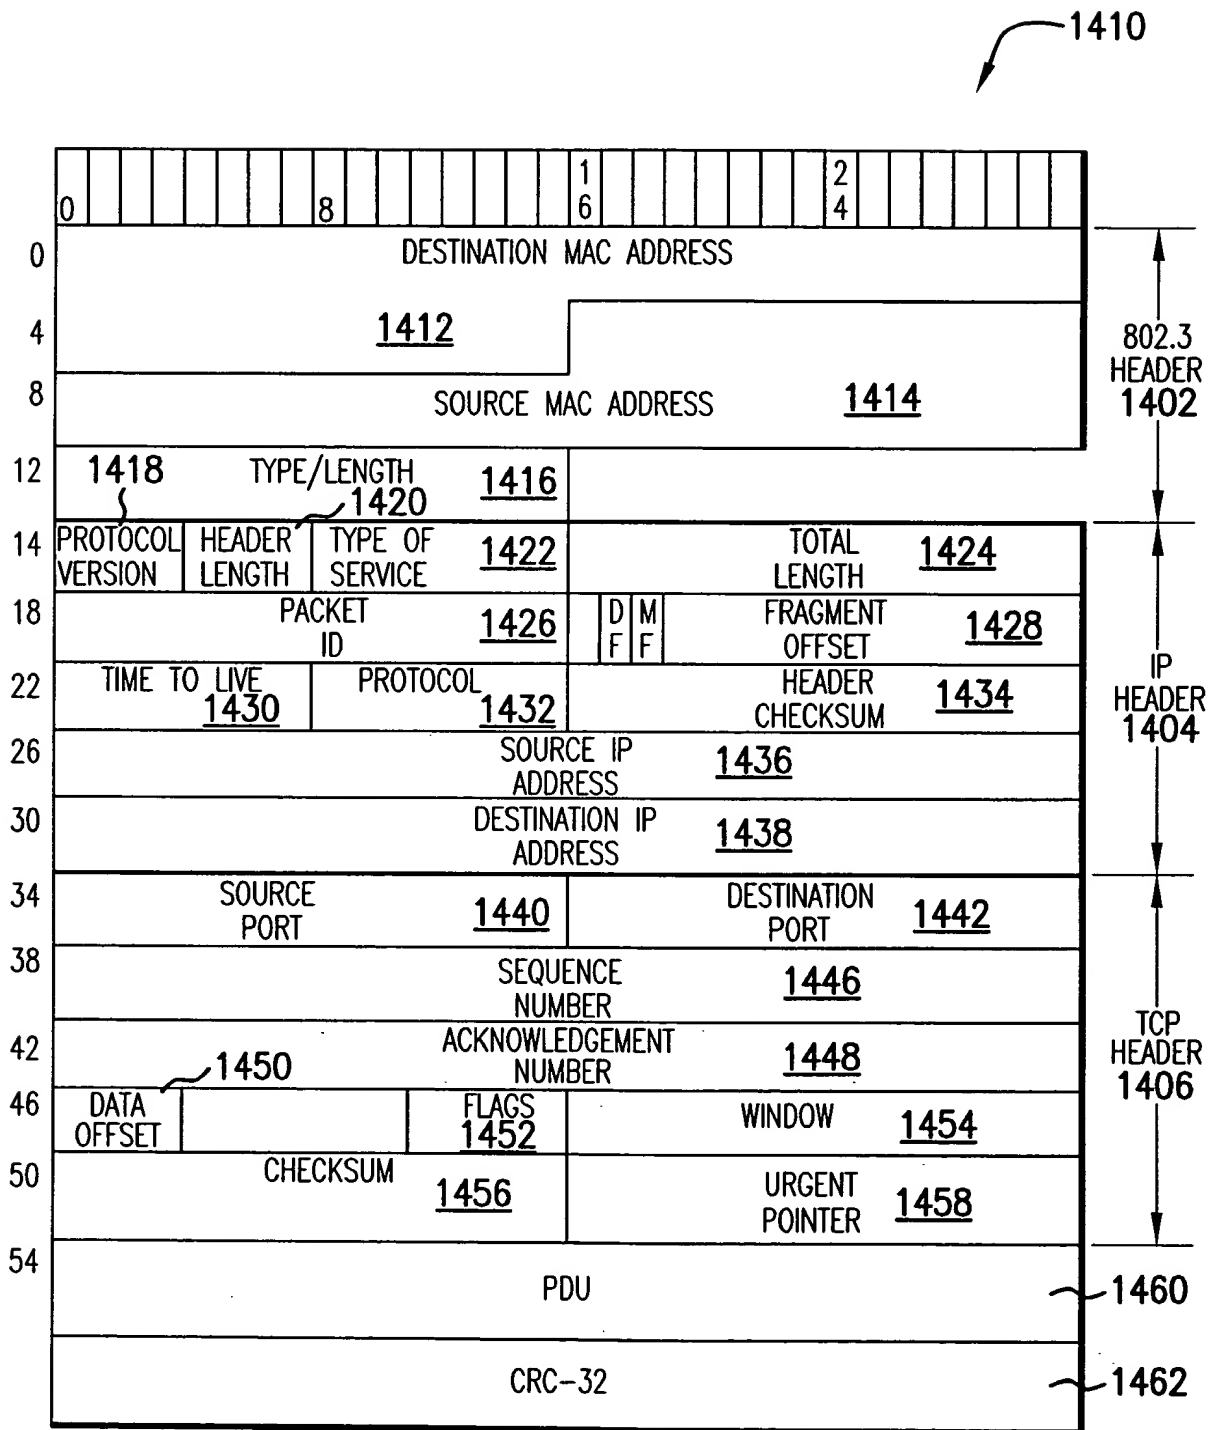 1410
0 8 16 24
0 DESTINATION MAC ADDRESS
4 1412
802.3
HEADER
1402
8 SOURCE MAC ADDRESS 1414
12 1418 TYPE/LENGTH 1416
1420
14 PROTOCOL VERSION HEADER LENGTH TYPE OF SERVICE 1422 TOTAL LENGTH 1424
18 PACKET ID 1426 DF MF FRAGMENT OFFSET 1428
22 TIME TO LIVE 1430 PROTOCOL 1432 HEADER CHECKSUM 1434
IP
HEADER
1404
26 SOURCE IP ADDRESS 1436
30 DESTINATION IP ADDRESS 1438
34 SOURCE PORT 1440 DESTINATION PORT 1442
38 SEQUENCE NUMBER 1446
42 ACKNOWLEDGEMENT NUMBER 1448
TCP
HEADER
1406
1450
46 DATA OFFSET FLAGS 1452 WINDOW 1454
50 CHECKSUM 1456 URGENT POINTER 1458
54 PDU 1460
CRC-32 1462